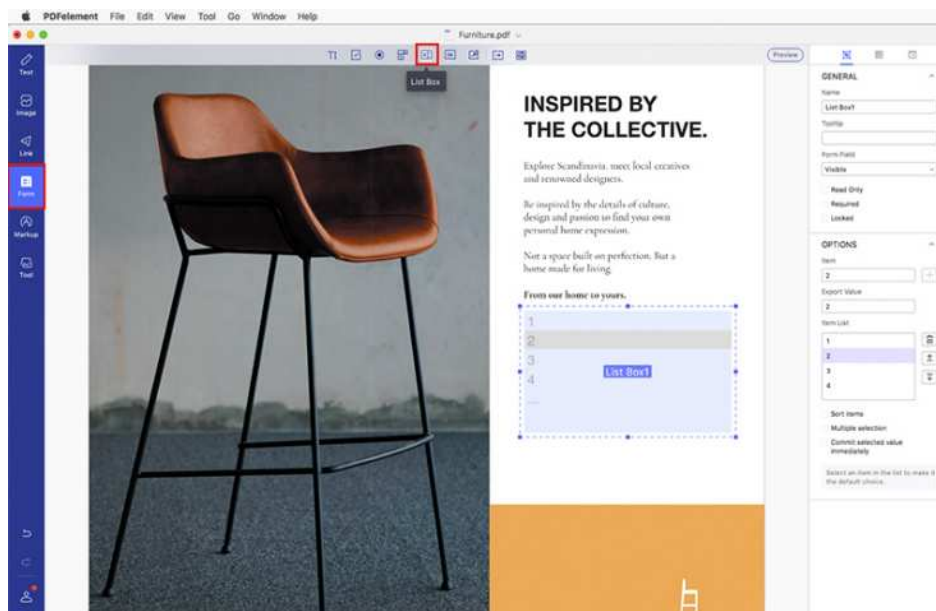 PDFelement File Edit View Tool Go Window Help
Furniture.pdf
Text
Image
Link
Form
Markup
Tool
List Box
Preview
INSPIRED BY
THE COLLECTIVE.
Explore Scandinavia, meet local creatives
and renowned designers.
Be inspired by the details of culture,
design and passion to find your own
personal home expression.
Not a space built on perfection. But a
home made for living.
From our home to yours.
1
2
3
4
List Box1
GENERAL
Name
List Box1
Tooltip
Form Field
Visible
Read Only
Required
Locked
OPTIONS
Item
2
Export Value
2
Item List
1
2
3
4
Sort items
Multiple selection
Commit selected value
immediately
Select an item in the list to make it
the default choice.